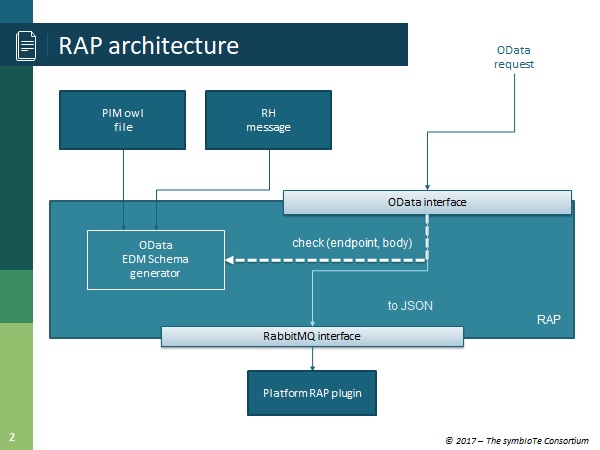 RAP architecture
OData
request
PIM owl
file
RH
message
OData interface
OData
EDM Schema
generator
check (endpoint, body)
to JSON
RAP
RabbitMQ interface
Platform RAP plugin
2
© 2017 – The symbIoTe Consortium